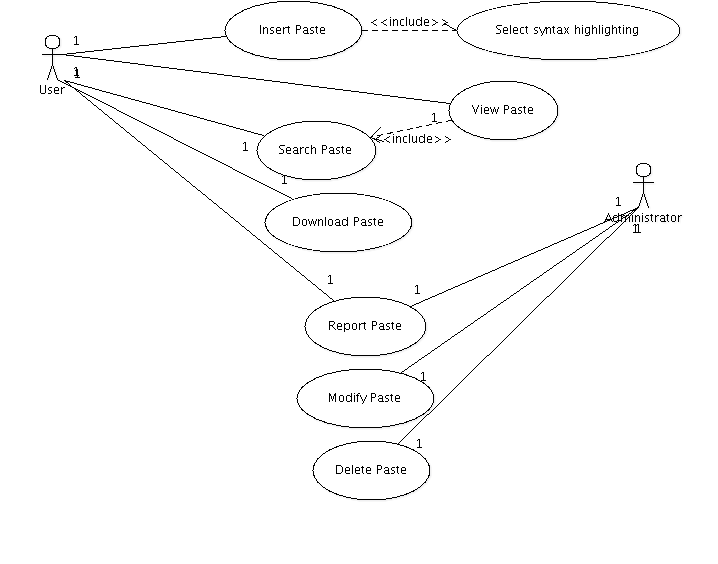 Insert Paste
<<include>>
Select syntax highlighting
1
1
1
User
View Paste
1
<<include>>
1
Search Paste
1
Download Paste
1
Administrator
1
1
1
1
Report Paste
1
Modify Paste
1
Delete Paste